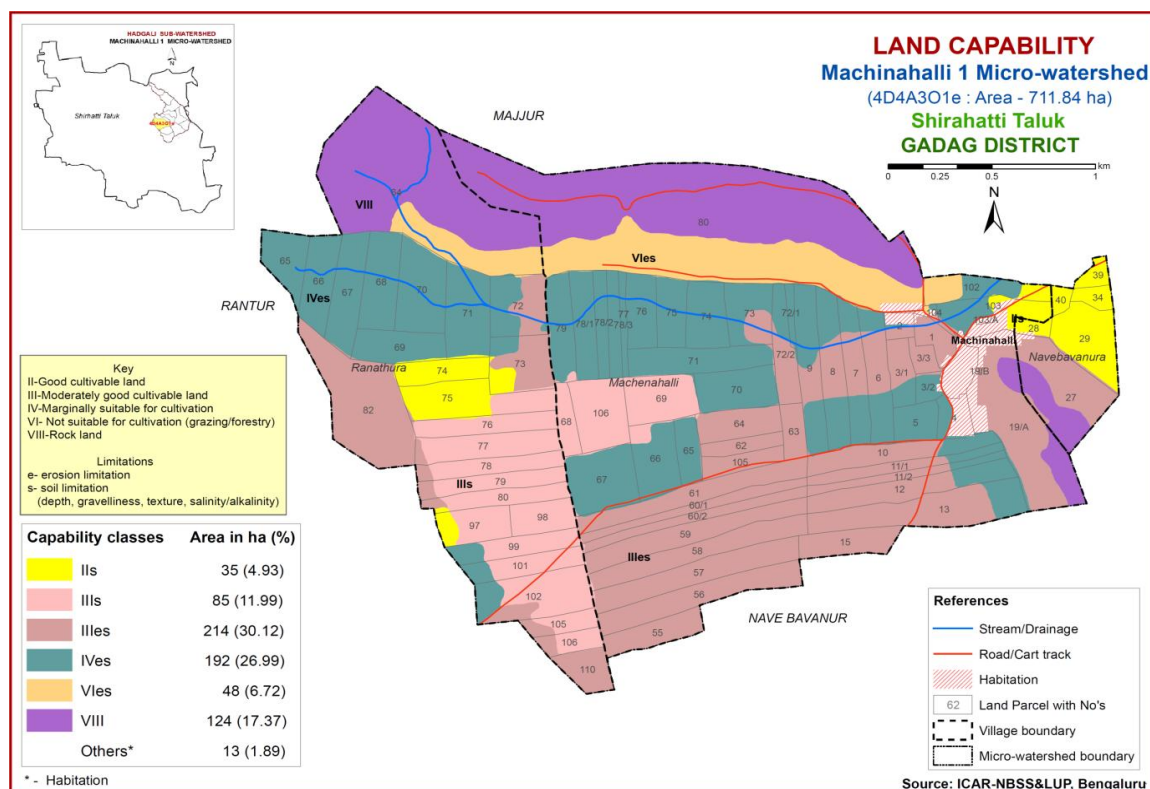 HADGALI SUB-WATERSHED
MACHINAHALLI 1 MICRO-WATERSHED
N
Shirhatti Taluk
LAND CAPABILITY
Machinahalli 1 Micro-watershed
(4D4A3O1e : Area - 711.84 ha)
Shirahatti Taluk
GADAG DISTRICT
0 0.25 0.5 1 km
N
MAJJUR
54
VIII
80
VIes
65
66
67
68
70
71
72
IVes
69
RANTUR
79
78/1
78/2
77
78/3
76
75
74
73
72/1
72/2
102
103
103/A
104
39
40
34
IIs
28
29
Machinahalli
Navebavanura
2
1
3/3
3/1
3/2
9
8
7
6
5
4
19/B
27
19/A
Ranathura
74
75
73
Machenahalli
71
70
69
106
68
82
76
77
78
79
80
IIIs
64
62
63
65
66
67
105
10
11/1
11/2
12
13
15
61
60/1
60/2
59
58
57
56
55
IIIes
97
98
99
101
102
105
106
110
NAVE BAVANUR
Key
II-Good cultivable land
III-Moderately good cultivable land
IV-Marginally suitable for cultivation
VI- Not suitable for cultivation (grazing/forestry)
VIII-Rock land
Limitations
e- erosion limitation
s- soil limitation
(depth, gravelliness, texture, salinity/alkalinity)
Capability classes Area in ha (%)
IIs 35 (4.93)
IIIs 85 (11.99)
IIIes 214 (30.12)
IVes 192 (26.99)
VIes 48 (6.72)
VIII 124 (17.37)
Others* 13 (1.89)
* - Habitation
References
Stream/Drainage
Road/Cart track
Habitation
62 Land Parcel with No's
Village boundary
Micro-watershed boundary
Source: ICAR-NBSS&LUP, Bengaluru